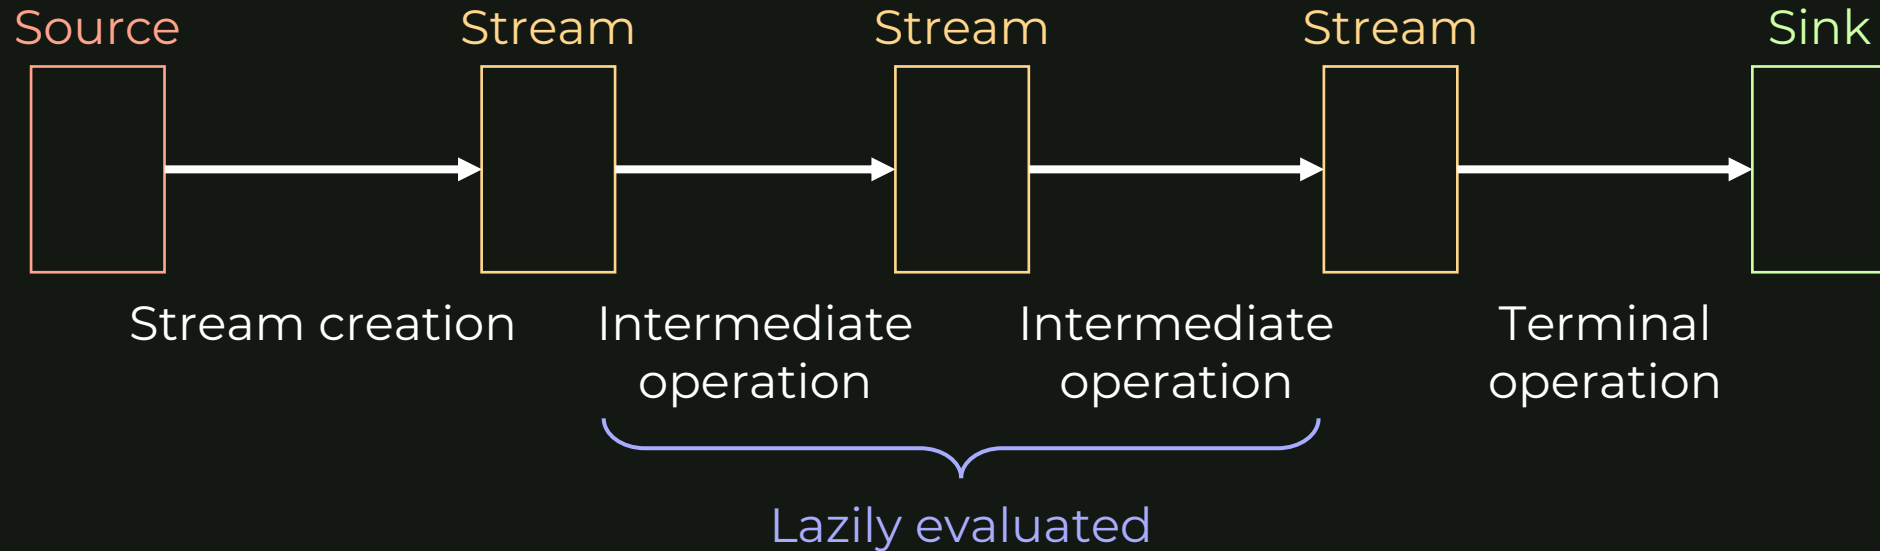 Source
Stream
Stream
Stream
Sink
Stream creation
Intermediate
operation
Intermediate
operation
Terminal
operation
Lazily evaluated